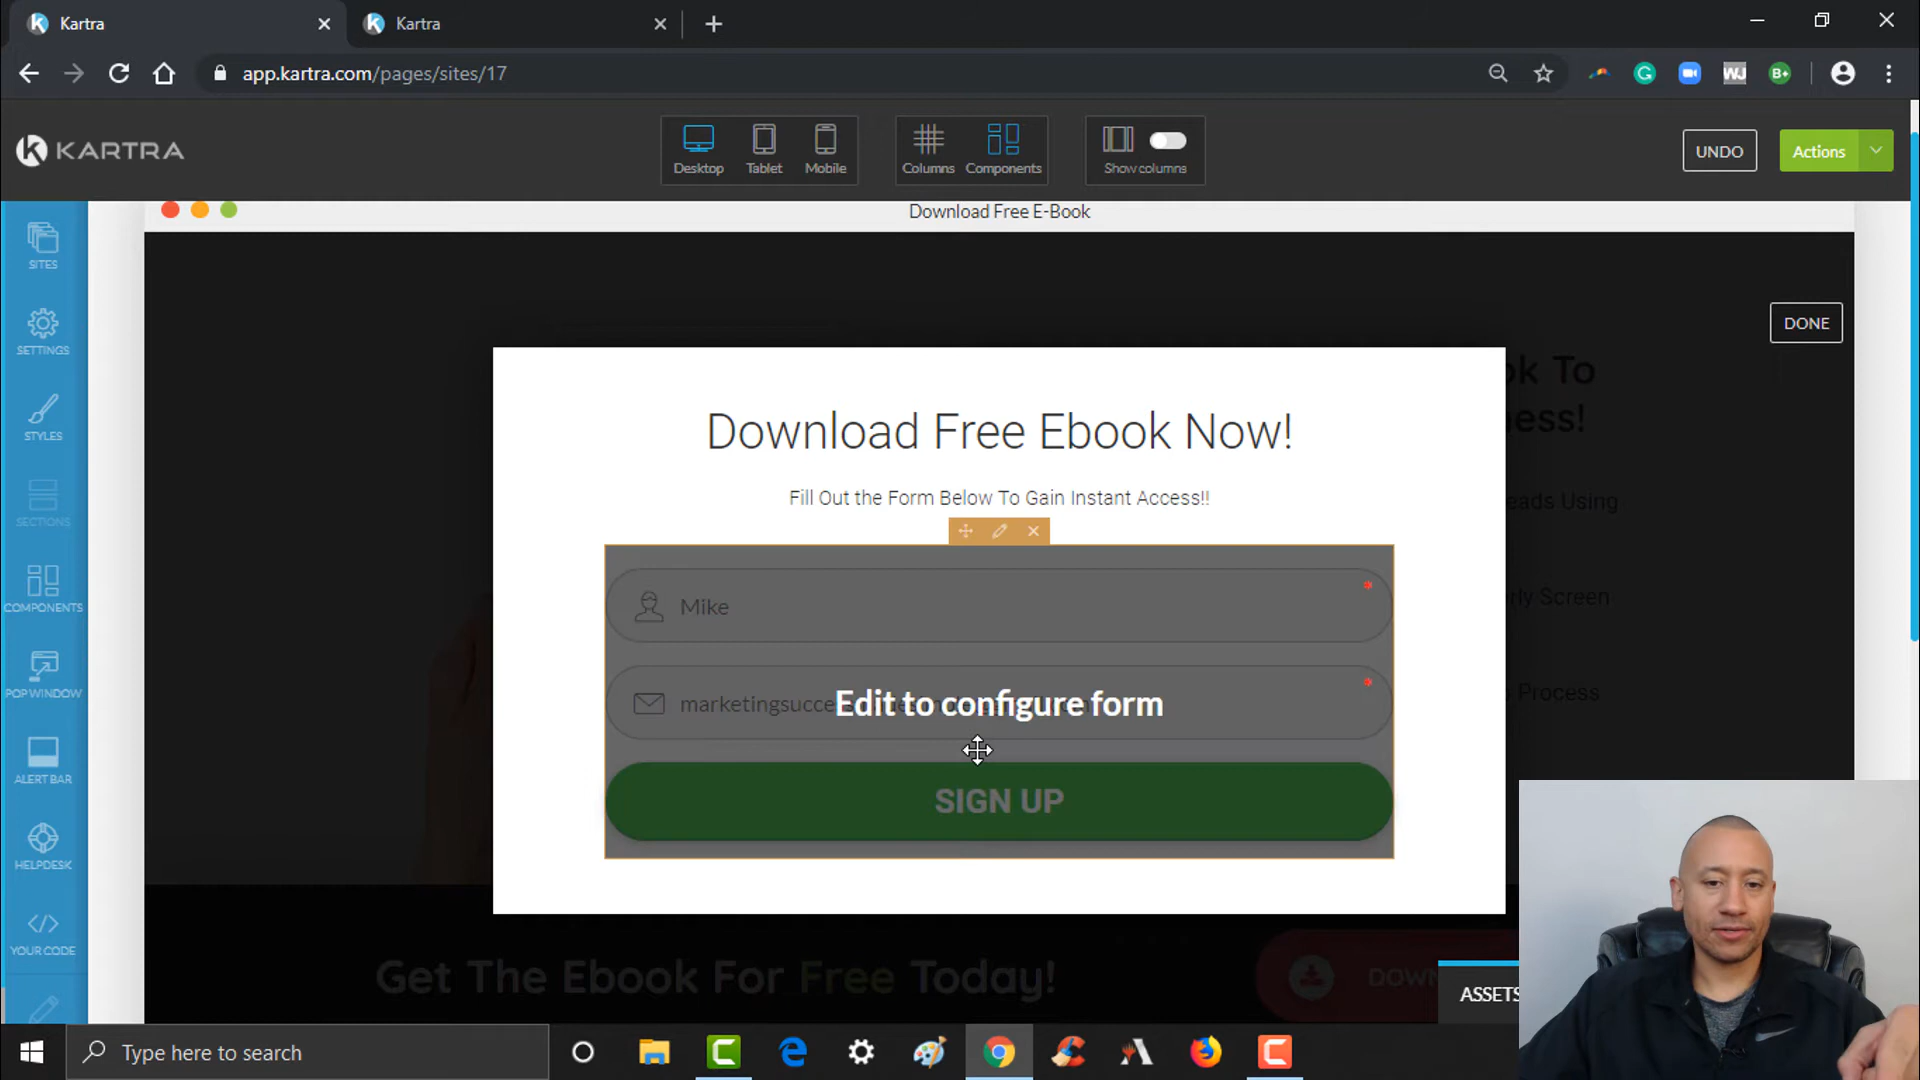 Kartra
Kartra
app.kartra.com/pages/sites/17
KARTRA
Desktop
Tablet
Mobile
Columns
Components
Show columns
UNDO
Actions
Download Free E-Book
SITES
SETTINGS
STYLES
SECTIONS
COMPONENTS
POP WINDOW
ALERT BAR
HELPDESK
YOUR CODE
DONE
ok To
ess!
Download Free Ebook Now!
Fill Out the Form Below To Gain Instant Access!!
eads Using
rly Screen
Process
Mike
Edit to configure form
SIGN UP
Get The Ebook For Free Today!
DOW
ASSETS
Type here to search